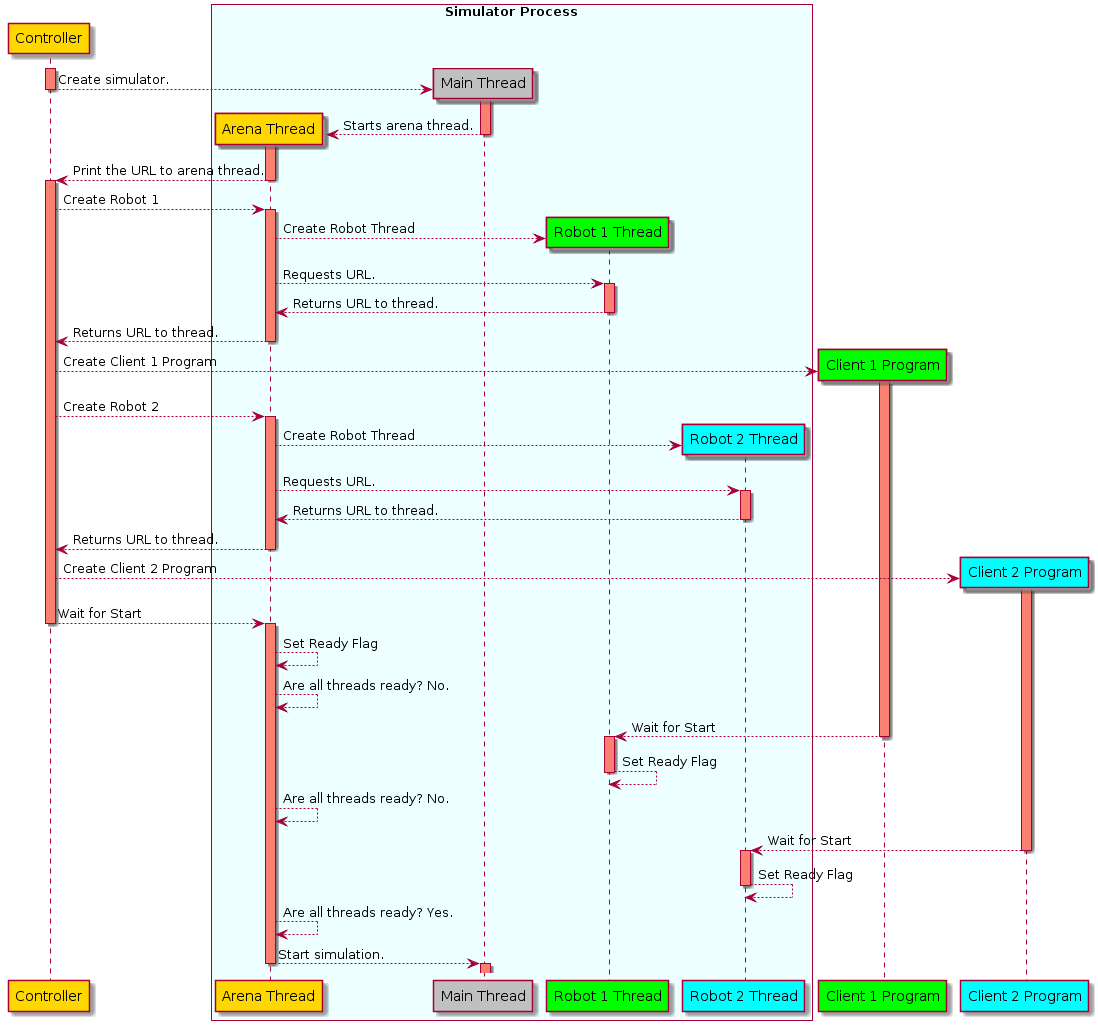 Simulator Process
Controller
Create simulator.
Main Thread
Starts arena thread.
Arena Thread
Print the URL to arena thread.
Create Robot 1
Create Robot Thread
Robot 1 Thread
Requests URL.
Returns URL to thread.
Returns URL to thread.
Create Client 1 Program
Client 1 Program
Create Robot 2
Create Robot Thread
Robot 2 Thread
Requests URL.
Returns URL to thread.
Returns URL to thread.
Create Client 2 Program
Client 2 Program
Wait for Start
Set Ready Flag
Are all threads ready? No.
Wait for Start
Set Ready Flag
Are all threads ready? No.
Wait for Start
Set Ready Flag
Are all threads ready? Yes.
Start simulation.
Controller
Arena Thread
Main Thread
Robot 1 Thread
Robot 2 Thread
Client 1 Program
Client 2 Program